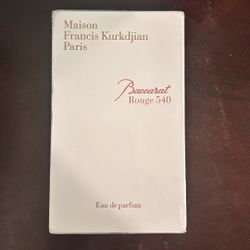 Maison
Francis Kurkdjian
Paris
Baccarat
Rouge 540
Eau de parfum